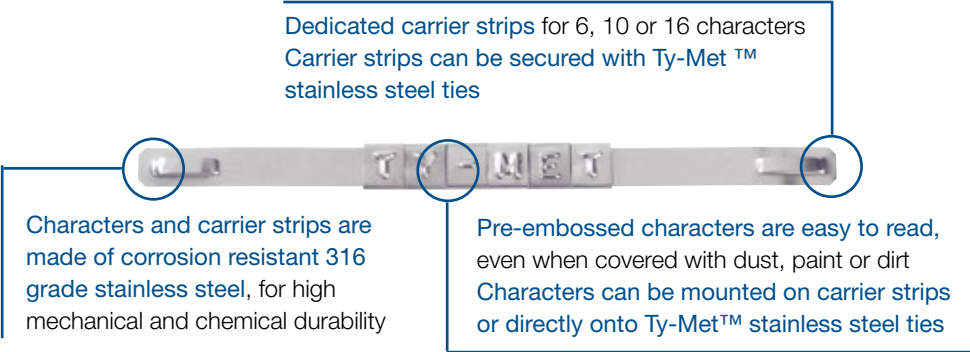 Dedicated carrier strips for 6, 10 or 16 characters
Carrier strips can be secured with Ty-Met ™
stainless steel ties
TY-MET
Characters and carrier strips are
made of corrosion resistant 316
grade stainless steel, for high
mechanical and chemical durability
Pre-embossed characters are easy to read,
even when covered with dust, paint or dirt
Characters can be mounted on carrier strips
or directly onto Ty-Met™ stainless steel ties